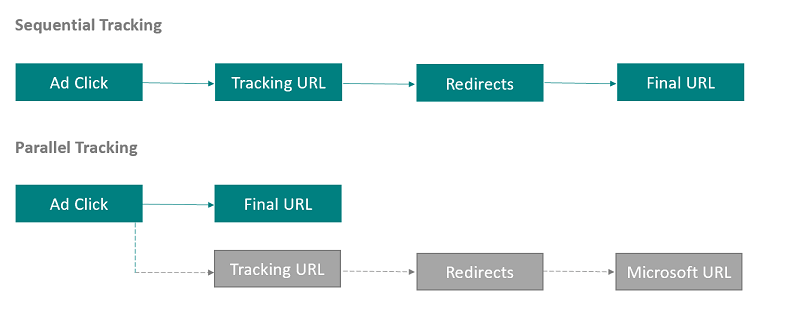 Sequential Tracking
Ad Click
Tracking URL
Redirects
Final URL
Parallel Tracking
Ad Click
Final URL
Tracking URL
Redirects
Microsoft URL